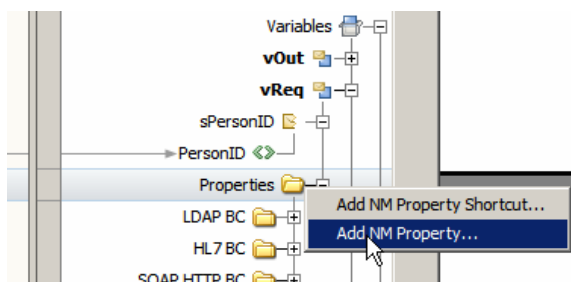 Variables
vOut
vReq
sPersonID
PersonID
Properties
Add NM Property Shortcut...
LDAP BC
Add NM Property...
HL7 BC
SOAP HTTP BC